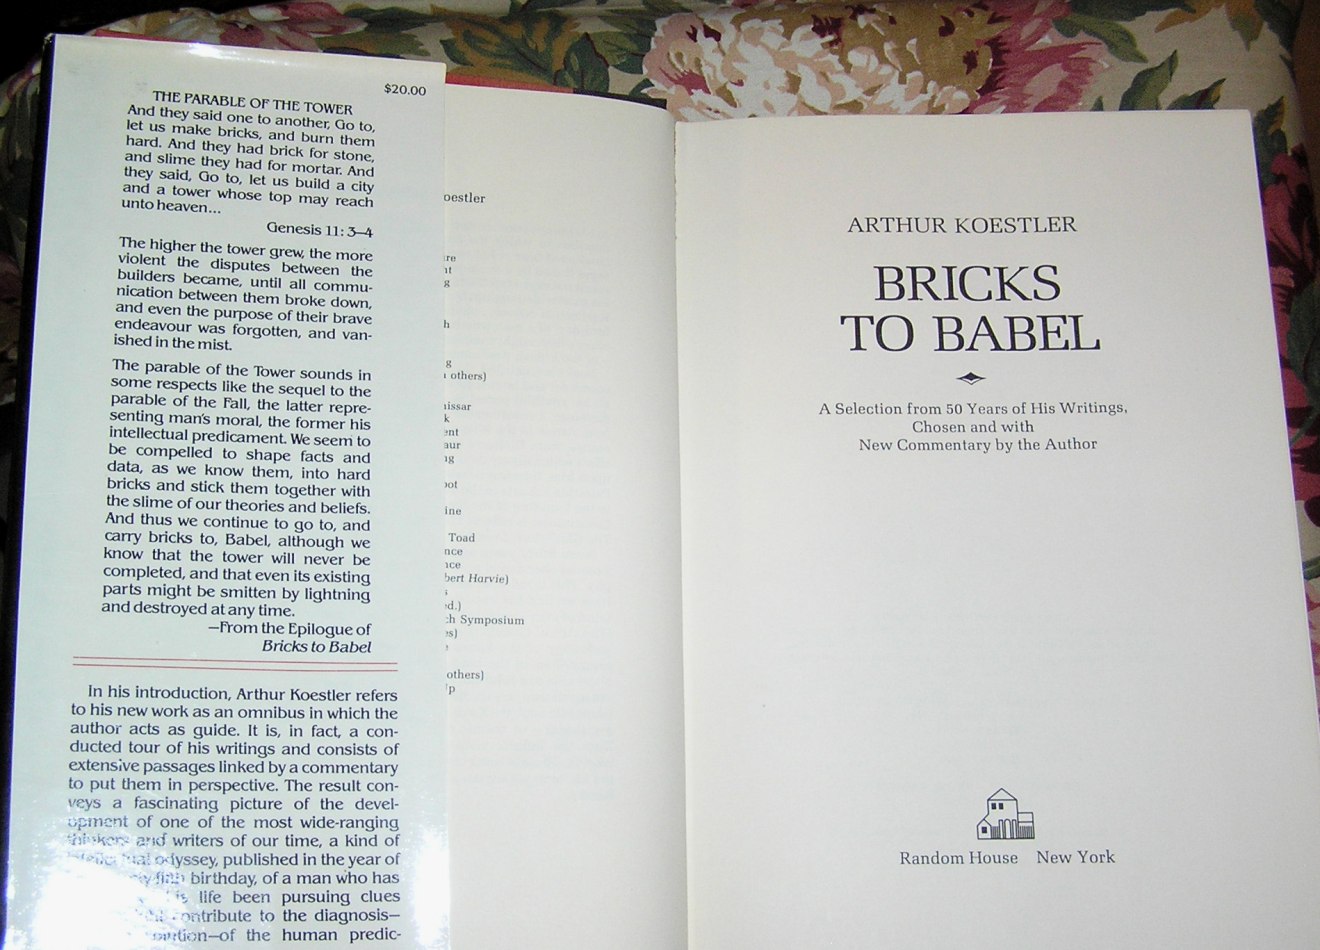 $20.00
THE PARABLE OF THE TOWER
And they said one to another, Go to,
let us make bricks, and burn them
hard. And they had brick for stone,
and slime they had for mortar. And
they said, Go to, let us build a city
and a tower whose top may reach
unto heaven...
Genesis 11: 3–4
The higher the tower grew, the more
violent the disputes between the
builders became, until all commu-
nication between them broke down,
and even the purpose of their brave
endeavour was forgotten, and van-
ished in the mist.
The parable of the Tower sounds in
some respects like the sequel to the
parable of the Fall, the latter repre-
senting man's moral, the former his
intellectual predicament. We seem to
be compelled to shape facts and
data, as we know them, into hard
bricks and stick them together with
the slime of our theories and beliefs.
And thus we continue to go to, and
carry bricks to, Babel, although we
know that the tower will never be
completed, and that even its existing
parts might be smitten by lightning
and destroyed at any time.
—From the Epilogue of
Bricks to Babel
In his introduction, Arthur Koestler refers
to his new work as an omnibus in which the
author acts as guide. It is, in fact, a con-
ducted tour of his writings and consists of
extensive passages linked by a commentary
to put them in perspective. The result con-
veys a fascinating picture of the devel-
opment of one of the most wide-ranging
thinkers and writers of our time, a kind of
odyssey, published in the year of
birthday, of a man who has
life been pursuing clues
contribute to the diagnosis—
of the human predic-
oestler
re
nt
g
h
g
others)
issar
k
ent
aur
ng
oot
ine
Toad
nce
nce
bert Harvie)
s
ed.)
ch Symposium
es)
others)
Up
ARTHUR KOESTLER
BRICKS
TO BABEL
A Selection from 50 Years of His Writings,
Chosen and with
New Commentary by the Author
Random House New York